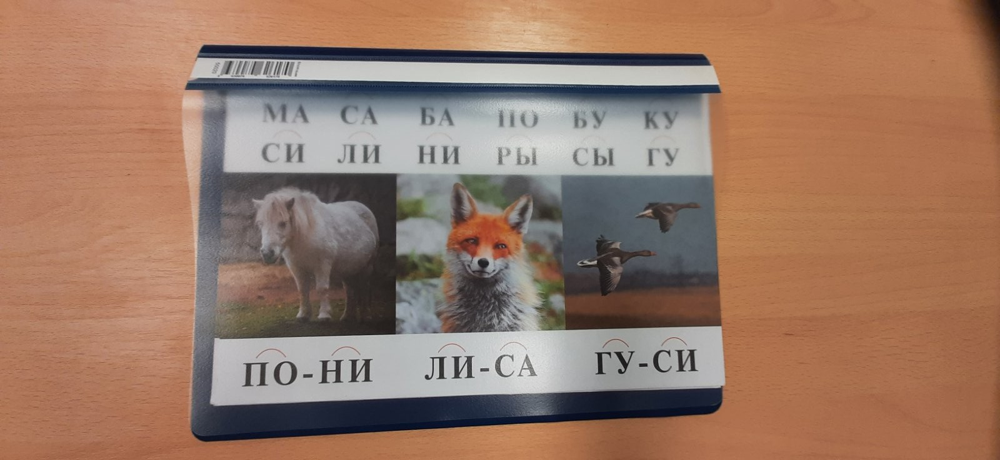 МА СА БА ПО БУ КУ
СИ ЛИ НИ РЫ СЫ ГУ
ПО-НИ ЛИ-СА ГУ-СИ